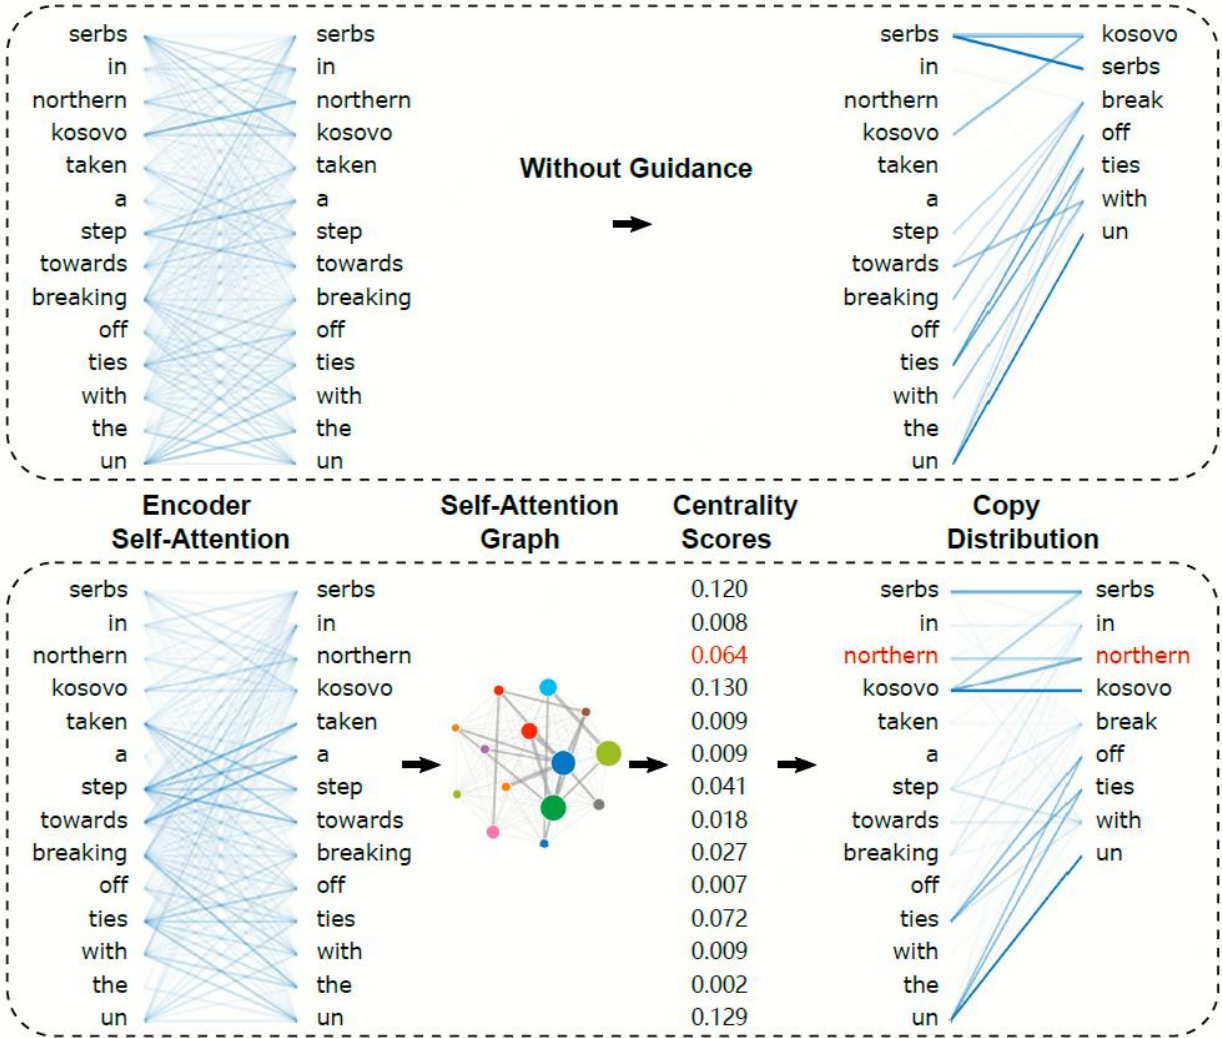 serbs serbs serbs kosovo
in in in serbs
northern northern northern break
kosovo kosovo kosovo off
taken taken Without Guidance taken ties
a a a with
step step step un
towards towards towards
breaking breaking breaking
off off off
ties ties ties
with with with
the the the
un un un
Encoder Self-Attention Centrality Copy
Self-Attention Graph Scores Distribution
serbs serbs 0.120 serbs serbs
in in 0.008 in in
northern northern 0.064 northern northern
kosovo kosovo 0.130 kosovo kosovo
taken taken 0.009 taken break
a a 0.009 a off
step step 0.041 step ties
towards towards 0.018 towards with
breaking breaking 0.027 breaking un
off off 0.007 off
ties ties 0.072 ties
with with 0.009 with
the the 0.002 the
un un 0.129 un